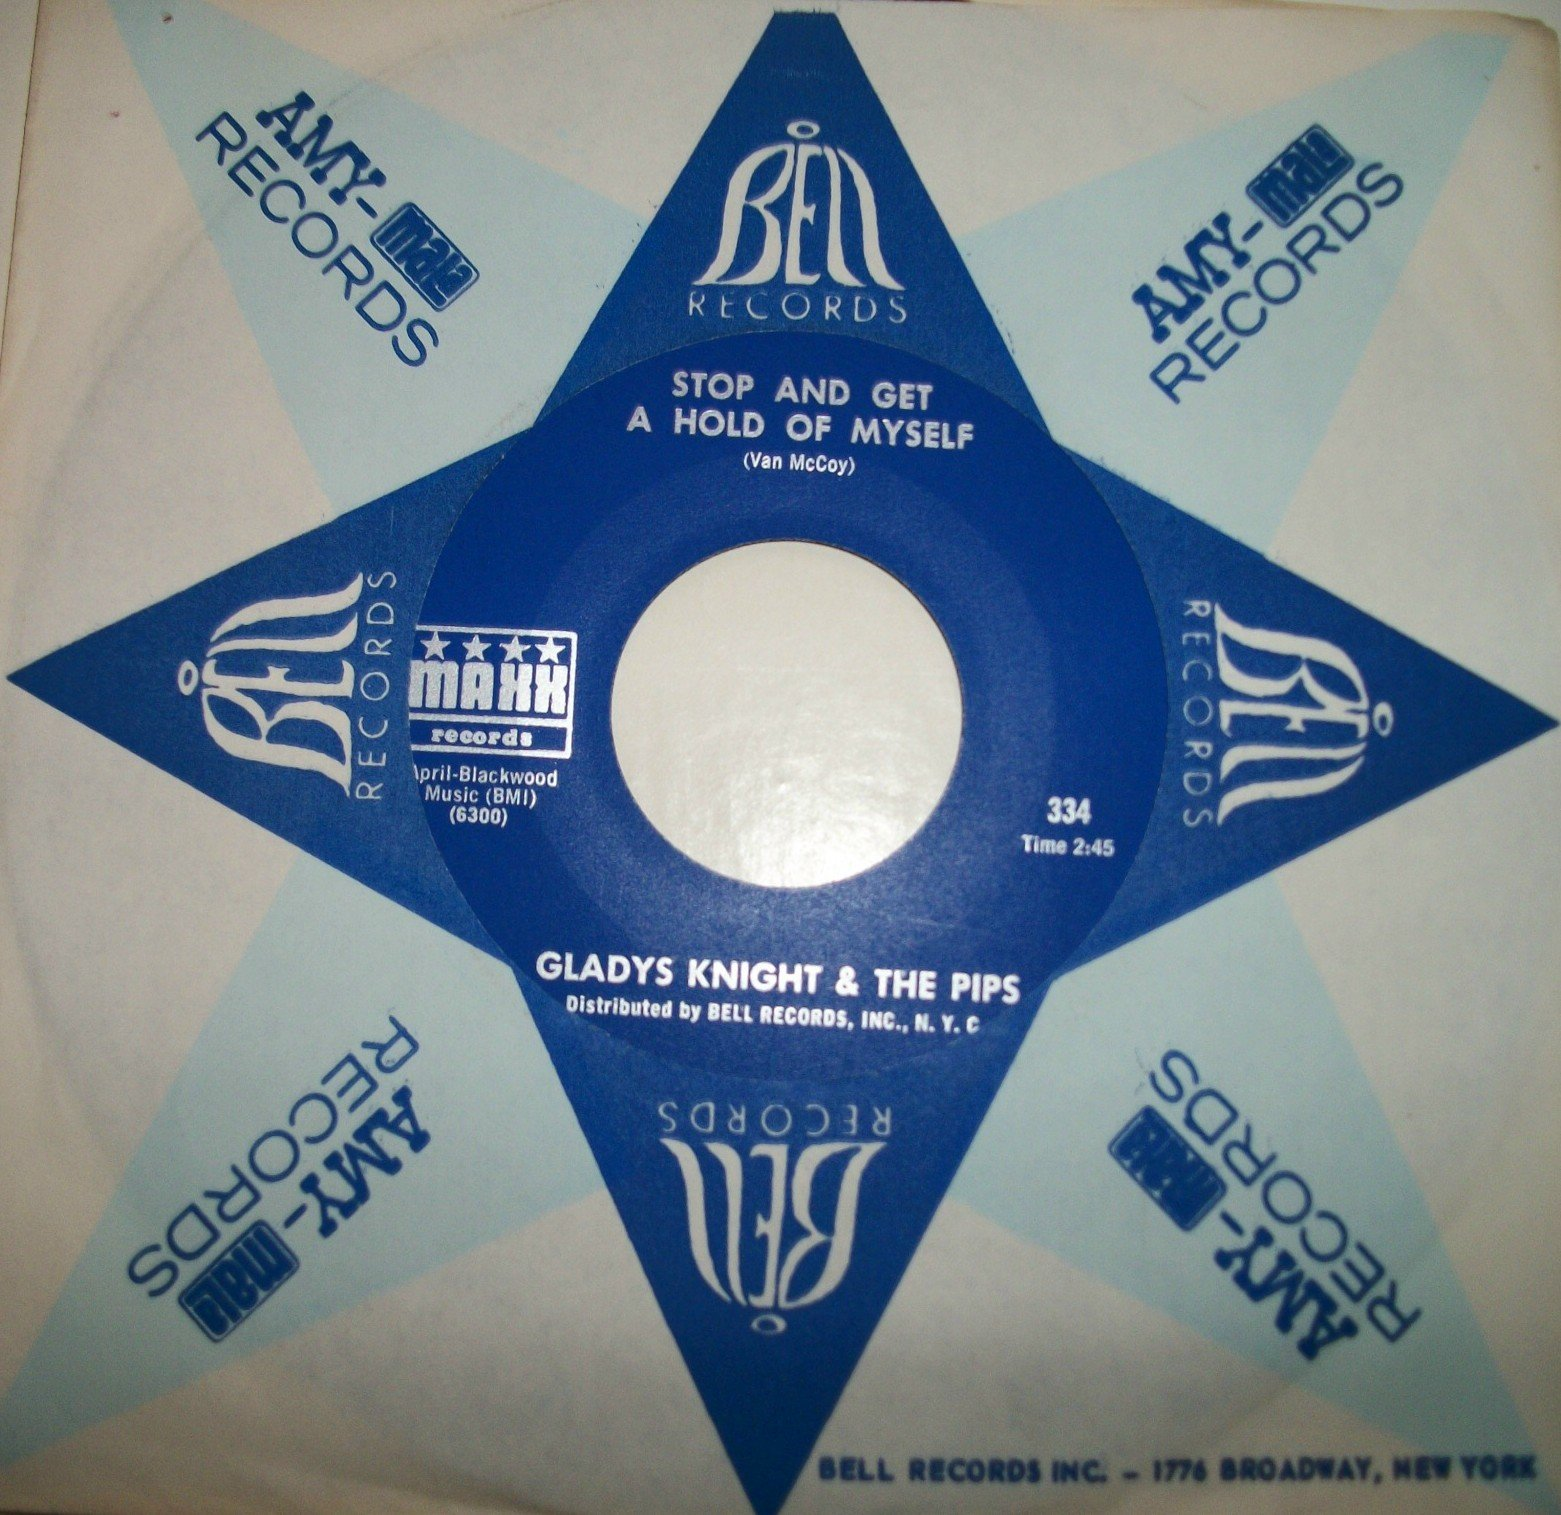 AMY-mala
RECORDS
BELL
RECORDS
AMY-mala
RECORDS
STOP AND GET
A HOLD OF MYSELF
(Van McCoy)
BELL
RECORDS
MAXX
records
April-Blackwood
Music (BMI)
(6300)
334
Time 2:45
BELL
RECORDS
GLADYS KNIGHT & THE PIPS
Distributed by BELL RECORDS, INC., N. Y. C
AMY-mala
RECORDS
BELL
RECORDS
AMY-mala
RECORDS
BELL RECORDS INC. - 1776 BROADWAY, NEW YORK